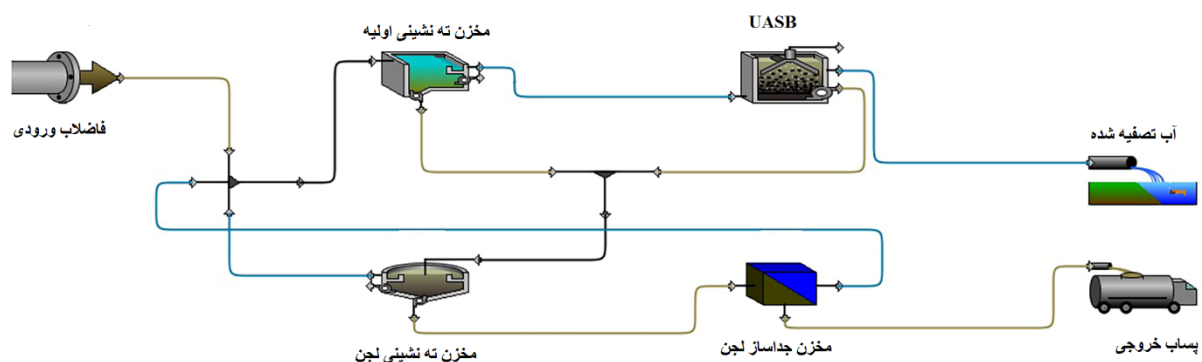 UASB
مخزن ته نشینی اولیه
فاضلاب ورودی
آب تصفیه شده
مخزن ته نشینی لجن
مخزن جداساز لجن
پساب خروجی